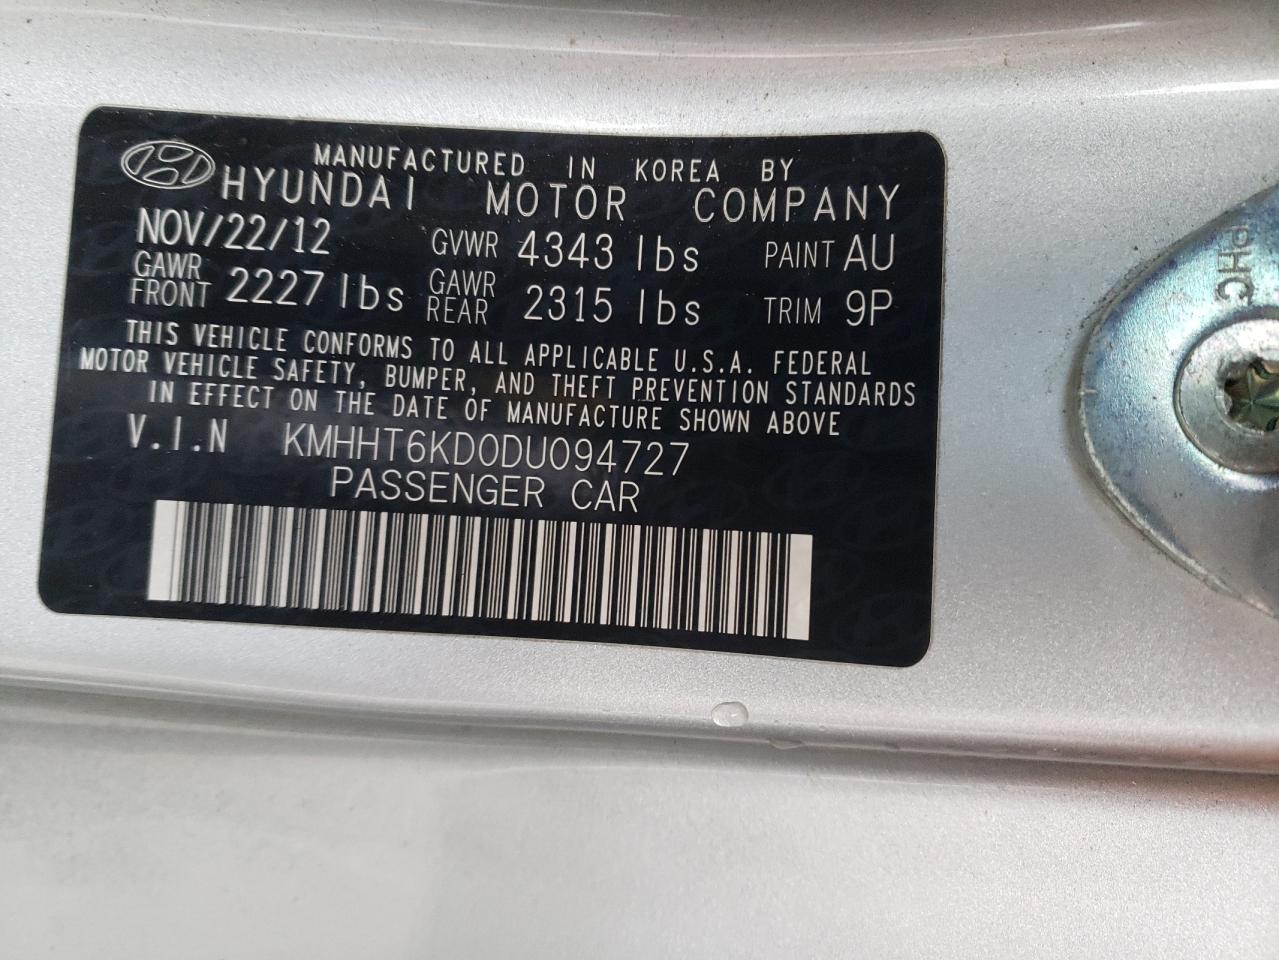 MANUFACTURED IN KOREA BY
HYUNDAI MOTOR COMPANY
NOV/22/12 GVWR 4343 lbs PAINT AU
GAWR FRONT 2227 lbs GAWR REAR 2315 lbs TRIM 9P
THIS VEHICLE CONFORMS TO ALL APPLICABLE U.S.A. FEDERAL
MOTOR VEHICLE SAFETY, BUMPER, AND THEFT PREVENTION STANDARDS
IN EFFECT ON THE DATE OF MANUFACTURE SHOWN ABOVE
V.I.N KMHHT6KD0DU094727
PASSENGER CAR
PHC